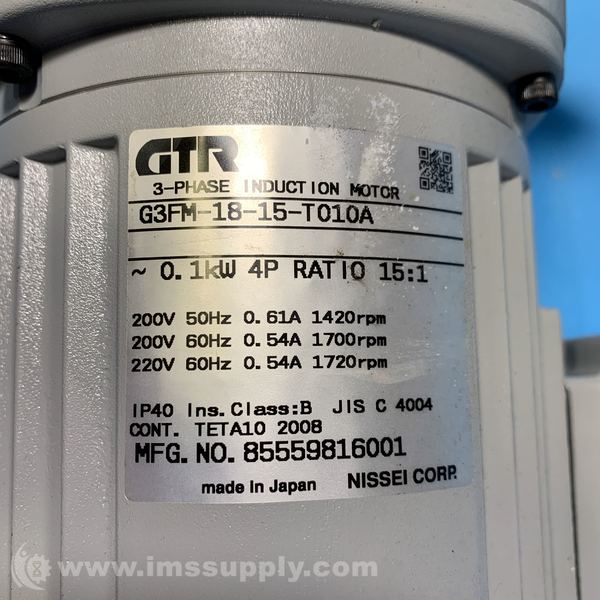 GTR
3-PHASE INDUCTION MOTOR
G3FM-18-15-T010A
~ 0.1kW 4P RATIO 15:1
200V 50Hz 0.61A 1420rpm
200V 60Hz 0.54A 1700rpm
220V 60Hz 0.54A 1720rpm
IP40 Ins.Class:B JIS C 4004
CONT. TETA10 2008
MFG.NO.85559816001
made in Japan NISSEI CORP.
www.imssupply.com